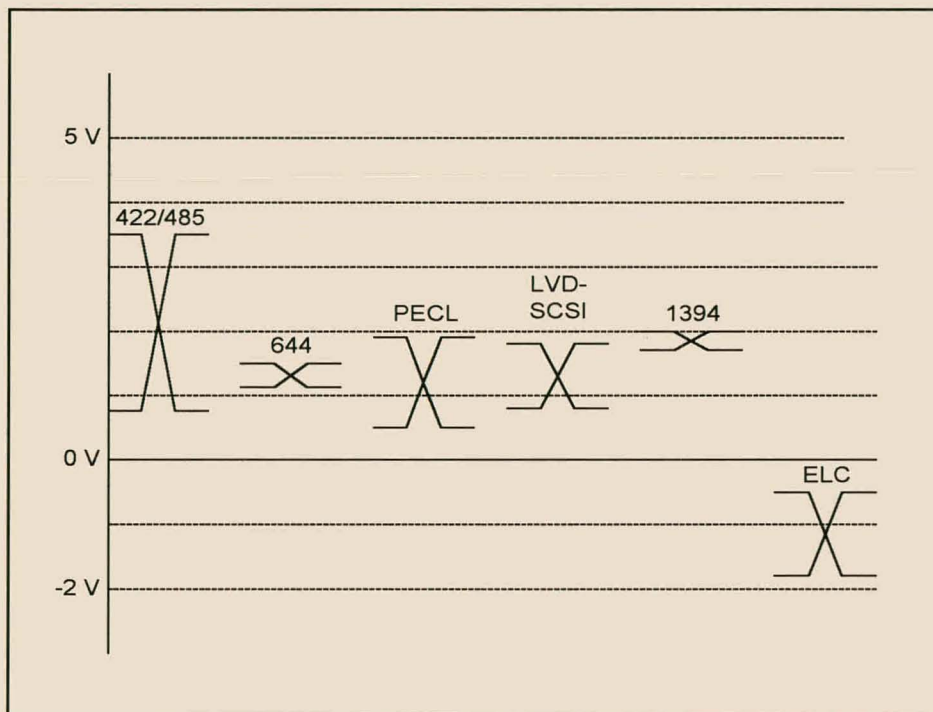 5 V
422/485
LVD-
SCSI
PECL
1394
644
0 V
ELC
-2 V